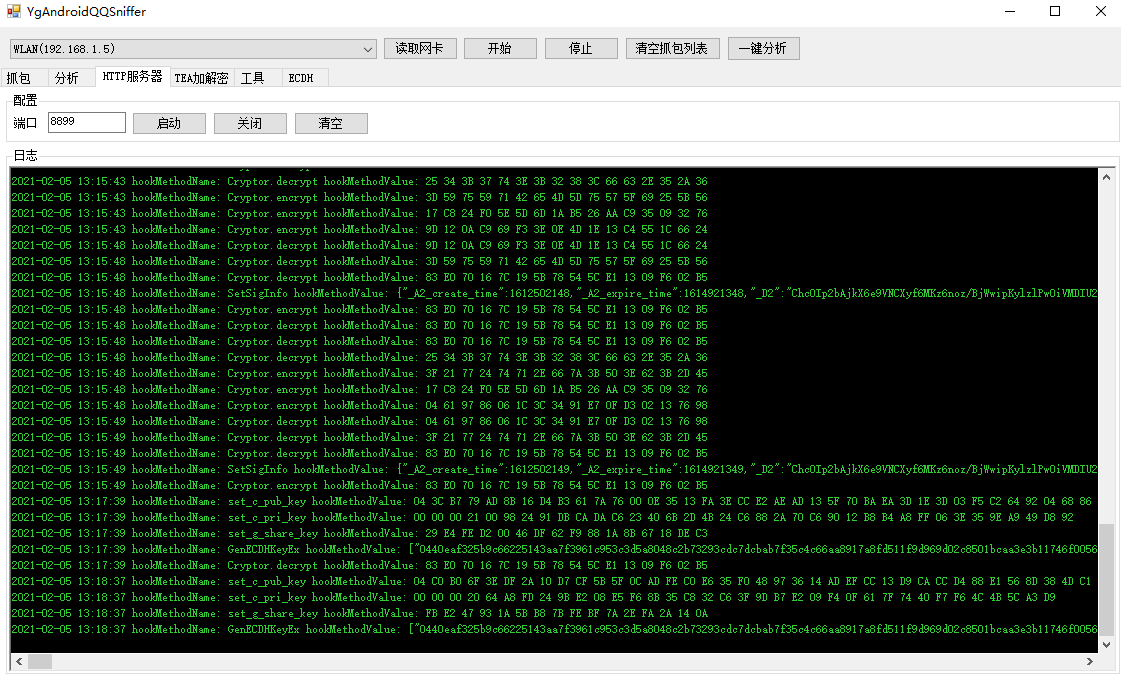 YgAndroidQQSniffer
WLAN(192.168.1.5) 读取网卡 开始 停止 清空抓包列表 一键分析
抓包 分析 HTTP服务器 TEA加解密 工具 ECDH
配置
端口 8899 启动 关闭 清空
日志
2021-02-05 13:15:43 hookMethodName: Cryptor.decrypt hookMethodValue: 25 34 3B 37 74 3E 3B 32 38 3C 66 63 2E 35 2A 36
2021-02-05 13:15:43 hookMethodName: Cryptor.decrypt hookMethodValue: 3D 59 75 59 71 42 65 4D 5D 75 57 5F 69 25 5B 56
2021-02-05 13:15:43 hookMethodName: Cryptor.encrypt hookMethodValue: 17 C8 24 F0 5E 5D 6D 1A B5 26 AA C9 35 09 32 76
2021-02-05 13:15:43 hookMethodName: Cryptor.encrypt hookMethodValue: 9D 12 0A C9 69 F3 3E 0E 4D 1E 13 C4 55 1C 66 24
2021-02-05 13:15:48 hookMethodName: Cryptor.decrypt hookMethodValue: 9D 12 0A C9 69 F3 3E 0E 4D 1E 13 C4 55 1C 66 24
2021-02-05 13:15:48 hookMethodName: Cryptor.decrypt hookMethodValue: 3D 59 75 59 71 42 65 4D 5D 75 57 5F 69 25 5B 56
2021-02-05 13:15:48 hookMethodName: Cryptor.decrypt hookMethodValue: 83 E0 70 16 7C 19 5B 78 54 5C E1 13 09 F6 02 B5
2021-02-05 13:15:48 hookMethodName: SetSigInfo hookMethodValue: {"_A2_create_time":1612502148,"_A2_expire_time":1614921348,"_D2":"ChcOIp2bAjkX6e9VNCXyf6MKz6noz/BjWwipKylzlPwOiVMDIU2
2021-02-05 13:15:48 hookMethodName: Cryptor.encrypt hookMethodValue: 83 E0 70 16 7C 19 5B 78 54 5C E1 13 09 F6 02 B5
2021-02-05 13:15:48 hookMethodName: Cryptor.decrypt hookMethodValue: 83 E0 70 16 7C 19 5B 78 54 5C E1 13 09 F6 02 B5
2021-02-05 13:15:48 hookMethodName: Cryptor.encrypt hookMethodValue: 83 E0 70 16 7C 19 5B 78 54 5C E1 13 09 F6 02 B5
2021-02-05 13:15:48 hookMethodName: Cryptor.decrypt hookMethodValue: 25 34 3B 37 74 3E 3B 32 38 3C 66 63 2E 35 2A 36
2021-02-05 13:15:48 hookMethodName: Cryptor.encrypt hookMethodValue: 3F 21 77 24 74 71 2E 66 7A 3B 50 3E 62 3B 2D 45
2021-02-05 13:15:48 hookMethodName: Cryptor.encrypt hookMethodValue: 17 C8 24 F0 5E 5D 6D 1A B5 26 AA C9 35 09 32 76
2021-02-05 13:15:48 hookMethodName: Cryptor.encrypt hookMethodValue: 04 61 97 86 06 1C 3C 34 91 E7 0F D3 02 13 76 98
2021-02-05 13:15:49 hookMethodName: Cryptor.decrypt hookMethodValue: 04 61 97 86 06 1C 3C 34 91 E7 0F D3 02 13 76 98
2021-02-05 13:15:49 hookMethodName: Cryptor.decrypt hookMethodValue: 3F 21 77 24 74 71 2E 66 7A 3B 50 3E 62 3B 2D 45
2021-02-05 13:15:49 hookMethodName: Cryptor.decrypt hookMethodValue: 83 E0 70 16 7C 19 5B 78 54 5C E1 13 09 F6 02 B5
2021-02-05 13:15:49 hookMethodName: SetSigInfo hookMethodValue: {"_A2_create_time":1612502149,"_A2_expire_time":1614921349,"_D2":"ChcOIp2bAjkX6e9VNCXyf6MKz6noz/BjWwipKylzlPwOiVMDIU2
2021-02-05 13:15:49 hookMethodName: Cryptor.encrypt hookMethodValue: 83 E0 70 16 7C 19 5B 78 54 5C E1 13 09 F6 02 B5
2021-02-05 13:17:39 hookMethodName: set_c_pub_key hookMethodValue: 04 3C B7 79 AD 8B 16 D4 B3 61 7A 76 00 0E 35 13 FA 3E CC E2 AE AD 13 5F 70 BA EA 3D 1E 3D 03 F5 C2 64 92 04 68 86
2021-02-05 13:17:39 hookMethodName: set_c_pri_key hookMethodValue: 00 00 00 21 00 98 24 91 DB CA DA C6 23 40 6B 2D 4B 24 C6 88 2A 70 C6 90 12 B8 B4 A8 FF 06 3E 35 9E A9 49 D8 92
2021-02-05 13:17:39 hookMethodName: set_g_share_key hookMethodValue: 29 E4 FE D2 00 46 DF 62 F9 88 1A 8B 67 18 DE C3
2021-02-05 13:17:39 hookMethodName: GenECDHKeyEx hookMethodValue: ["0440eaf325b9c66225143aa7f3961c953c3d5a8048c2b73293cdc7dcbab7f35c4c66aa8917a8fd511f9d969d02c8501bcaa3e3b11746f0056
2021-02-05 13:17:39 hookMethodName: Cryptor.decrypt hookMethodValue: 83 E0 70 16 7C 19 5B 78 54 5C E1 13 09 F6 02 B5
2021-02-05 13:18:37 hookMethodName: set_c_pub_key hookMethodValue: 04 C0 B0 6F 3E DF 2A 10 D7 CF 5B 5F 0C AD FE C0 E6 35 F0 48 97 36 14 AD EF CC 13 D9 CA CC D4 88 E1 56 8D 38 4D C1
2021-02-05 13:18:37 hookMethodName: set_c_pri_key hookMethodValue: 00 00 00 20 64 A8 FD 24 9B E2 08 E5 F6 8B 35 C8 32 C6 3F 9D B7 E2 09 F4 0F 61 7F 74 40 F7 F6 4C 4B 5C A3 D9
2021-02-05 13:18:37 hookMethodName: set_g_share_key hookMethodValue: FB E2 47 93 1A 5B B8 7B FE BF 7A 2E FA 2A 14 0A
2021-02-05 13:18:37 hookMethodName: GenECDHKeyEx hookMethodValue: ["0440eaf325b9c66225143aa7f3961c953c3d5a8048c2b73293cdc7dcbab7f35c4c66aa8917a8fd511f9d969d02c8501bcaa3e3b11746f0056